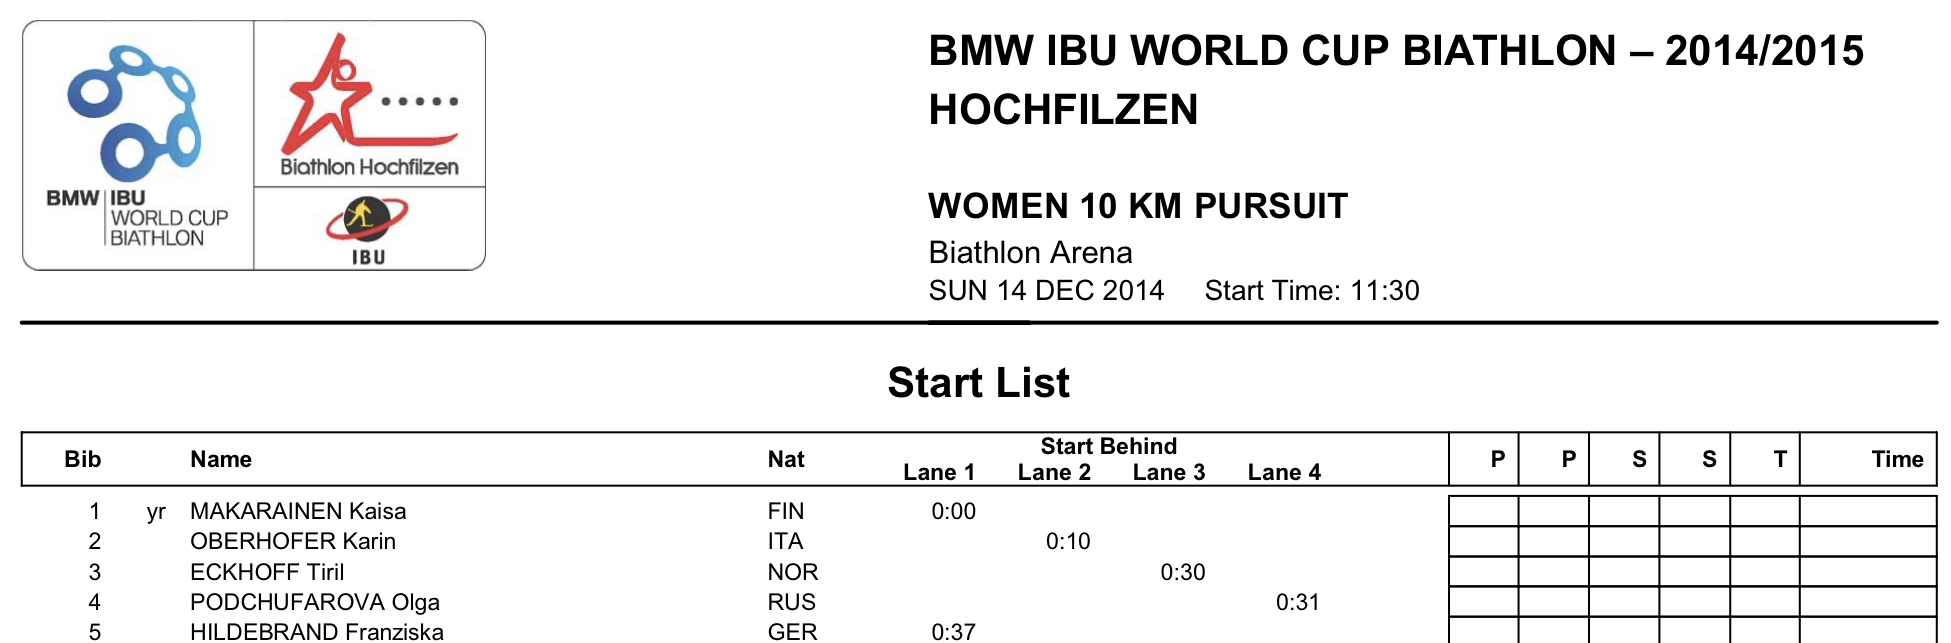 BMW IBU
WORLD CUP
BIATHLON
Biathlon Hochfilzen
IBU
BMW IBU WORLD CUP BIATHLON – 2014/2015
HOCHFILZEN
WOMEN 10 KM PURSUIT
Biathlon Arena
SUN 14 DEC 2014 Start Time: 11:30
Start List
Start Behind
Bib Name Nat Lane 1 Lane 2 Lane 3 Lane 4 P P S S T Time
1 yr MAKARAINEN Kaisa FIN 0:00
2 OBERHOFER Karin ITA 0:10
3 ECKHOFF Tiril NOR 0:30
4 PODCHUFAROVA Olga RUS 0:31
5 HILDEBRAND Franziska GER 0:37